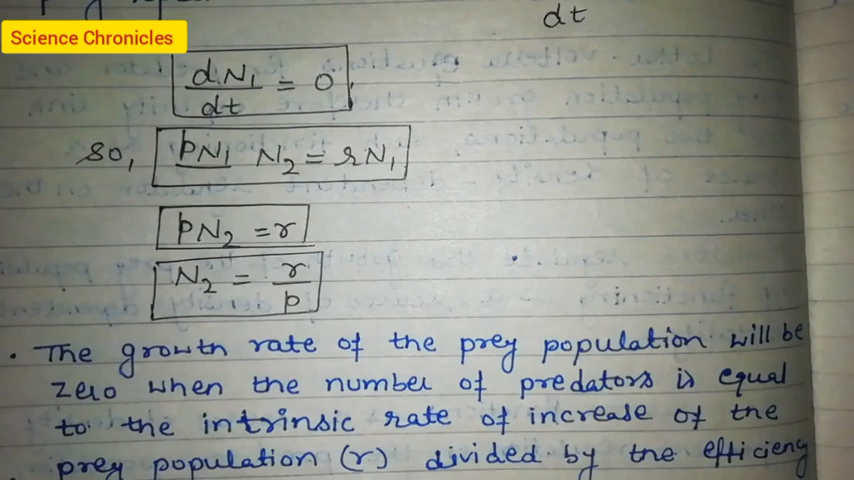 dt
Science Chronicles
dN₁/dt = 0
so, pN₁ N₂ = rN₁
pN₂ = r
N₂ = r/p
• The growth rate of the prey population will be
zero when the number of predators is equal
to the intrinsic rate of increase of the
prey population (r) divided by the efficiency